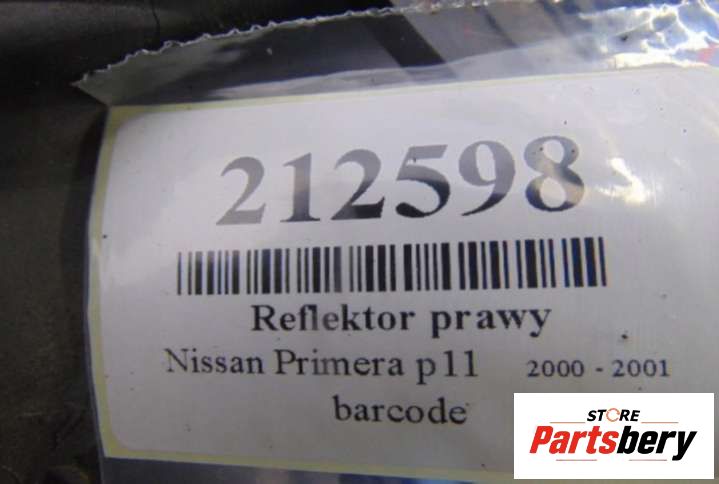 212598
Reflektor prawy
Nissan Primera p11 2000 - 2001
barcode
STORE
Partsbery